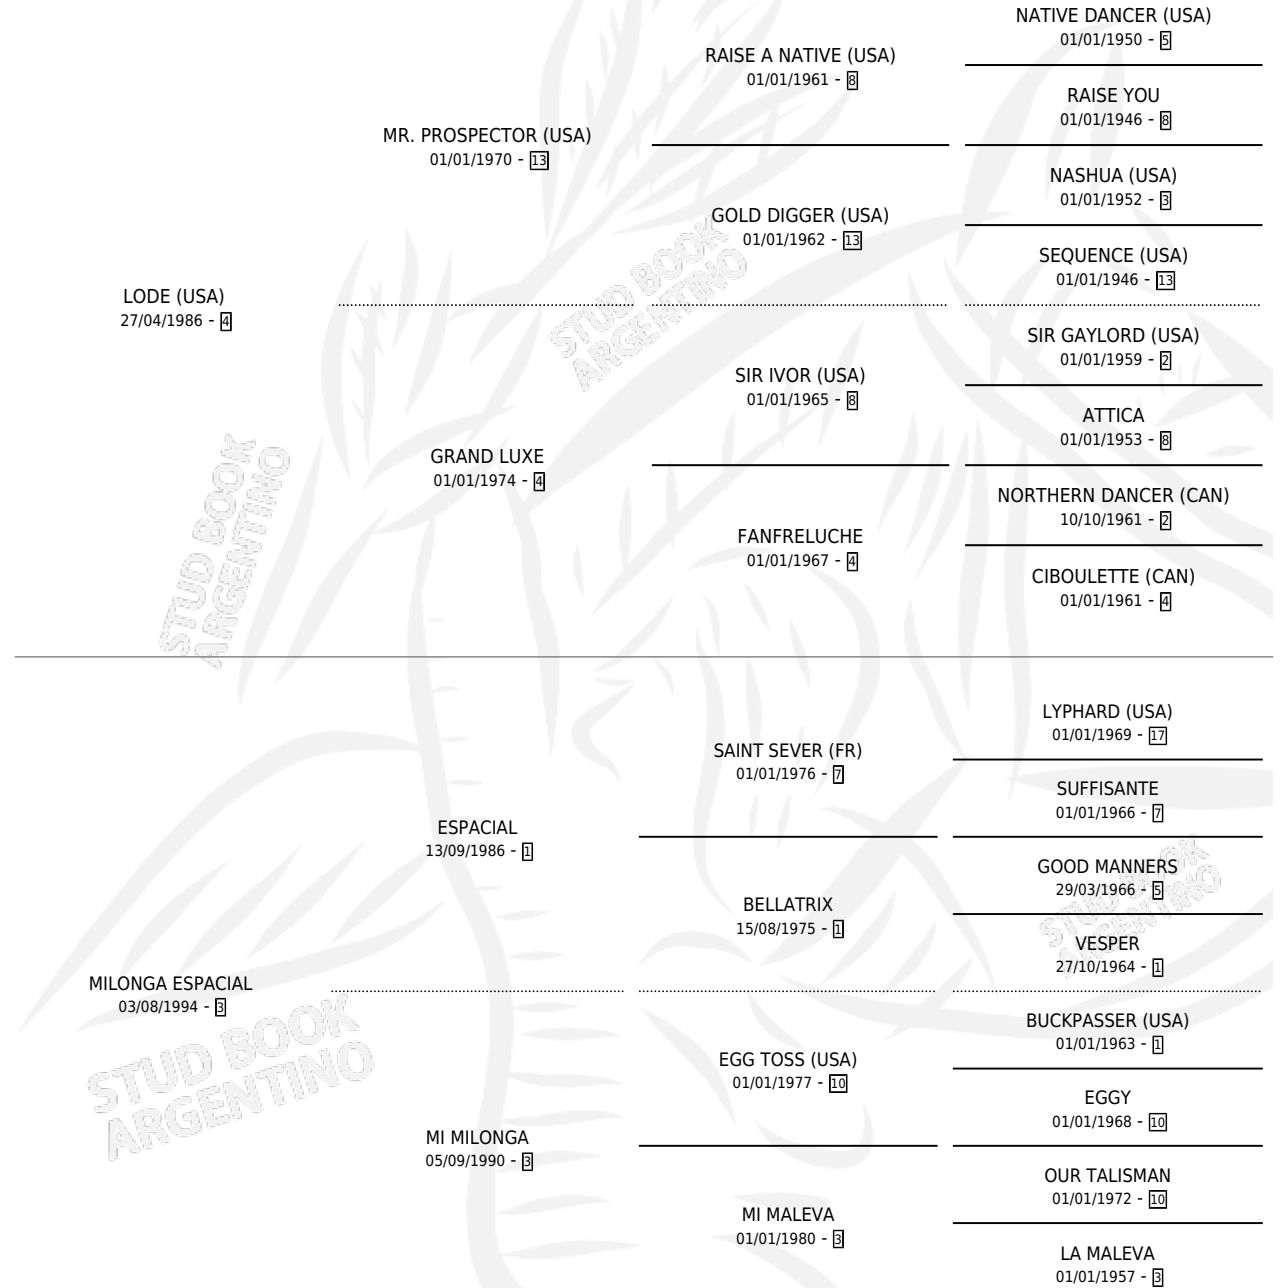 NATIVE DANCER (USA)
01/01/1950 - 5
RAISE A NATIVE (USA)
01/01/1961 - 8
RAISE YOU
01/01/1946 - 8
MR. PROSPECTOR (USA)
01/01/1970 - 13
NASHUA (USA)
01/01/1952 - 3
GOLD DIGGER (USA)
01/01/1962 - 13
SEQUENCE (USA)
01/01/1946 - 13
LODE (USA)
27/04/1986 - 4
STUD BOOK
ARGENTINO
SIR GAYLORD (USA)
01/01/1959 - 2
SIR IVOR (USA)
01/01/1965 - 8
ATTICA
01/01/1953 - 8
GRAND LUXE
01/01/1974 - 4
NORTHERN DANCER (CAN)
10/10/1961 - 2
FANFRELUCHE
01/01/1967 - 4
CIBOULETTE (CAN)
01/01/1961 - 4
STUD BOOK
ARGENTINO
LYPHARD (USA)
01/01/1969 - 17
SAINT SEVER (FR)
01/01/1976 - 7
SUFFISANTE
01/01/1966 - 7
ESPACIAL
13/09/1986 - 1
GOOD MANNERS
29/03/1966 - 5
BELLATRIX
15/08/1975 - 1
STUD BOOK
ARGENTINO
VESPER
27/10/1964 - 1
MILONGA ESPACIAL
03/08/1994 - 3
BUCKPASSER (USA)
01/01/1963 - 1
EGG TOSS (USA)
01/01/1977 - 10
EGGY
01/01/1968 - 10
STUD BOOK
ARGENTINO
MI MILONGA
05/09/1990 - 3
OUR TALISMAN
01/01/1972 - 10
MI MALEVA
01/01/1980 - 3
LA MALEVA
01/01/1957 - 3